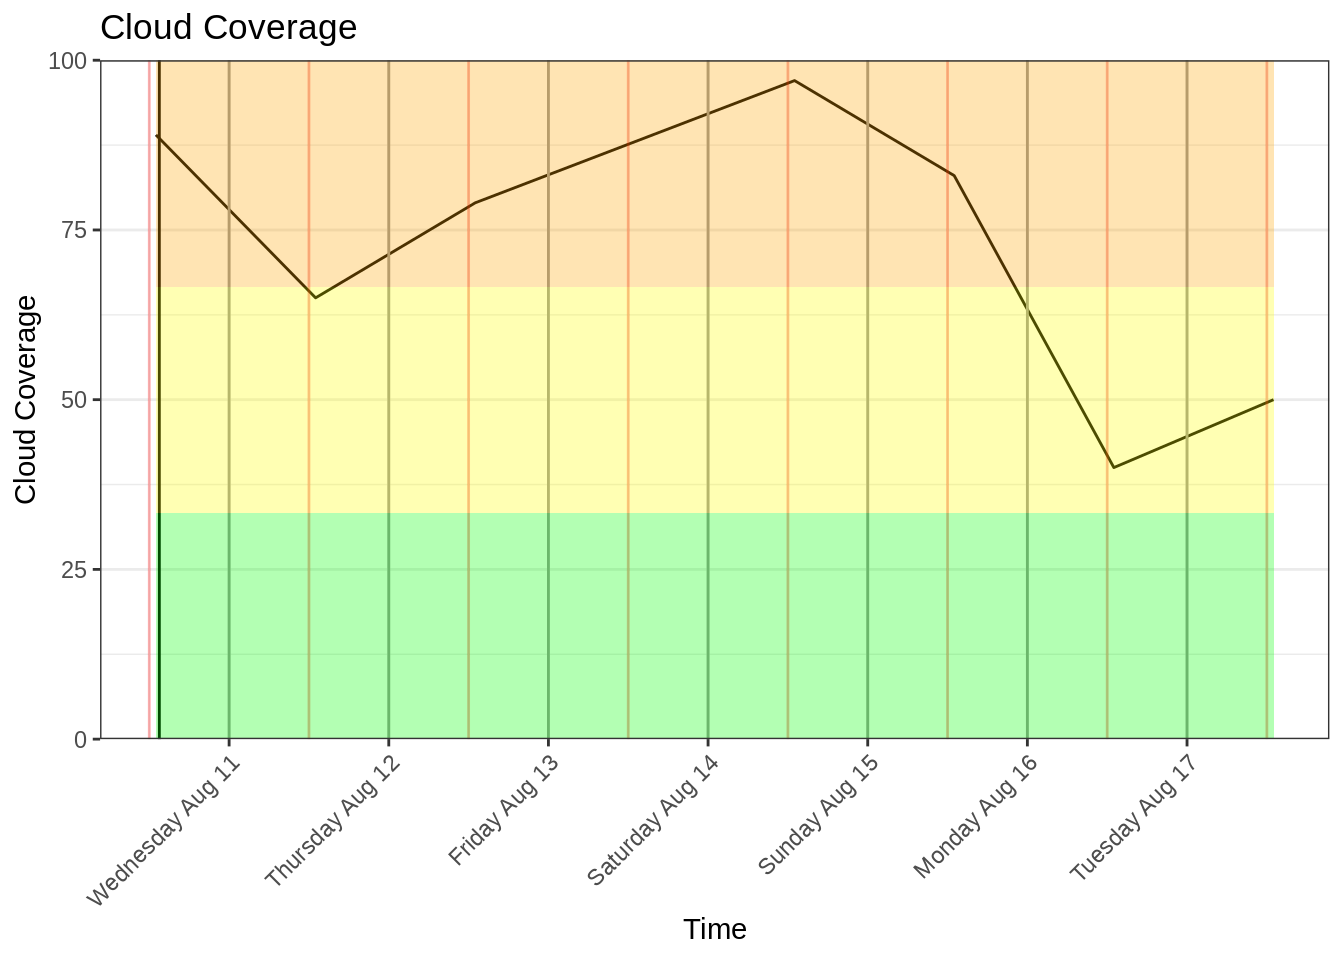 Cloud Coverage
100
75
50
25
0
Cloud Coverage
Wednesday Aug 11
Thursday Aug 12
Friday Aug 13
Saturday Aug 14
Sunday Aug 15
Monday Aug 16
Tuesday Aug 17
Time